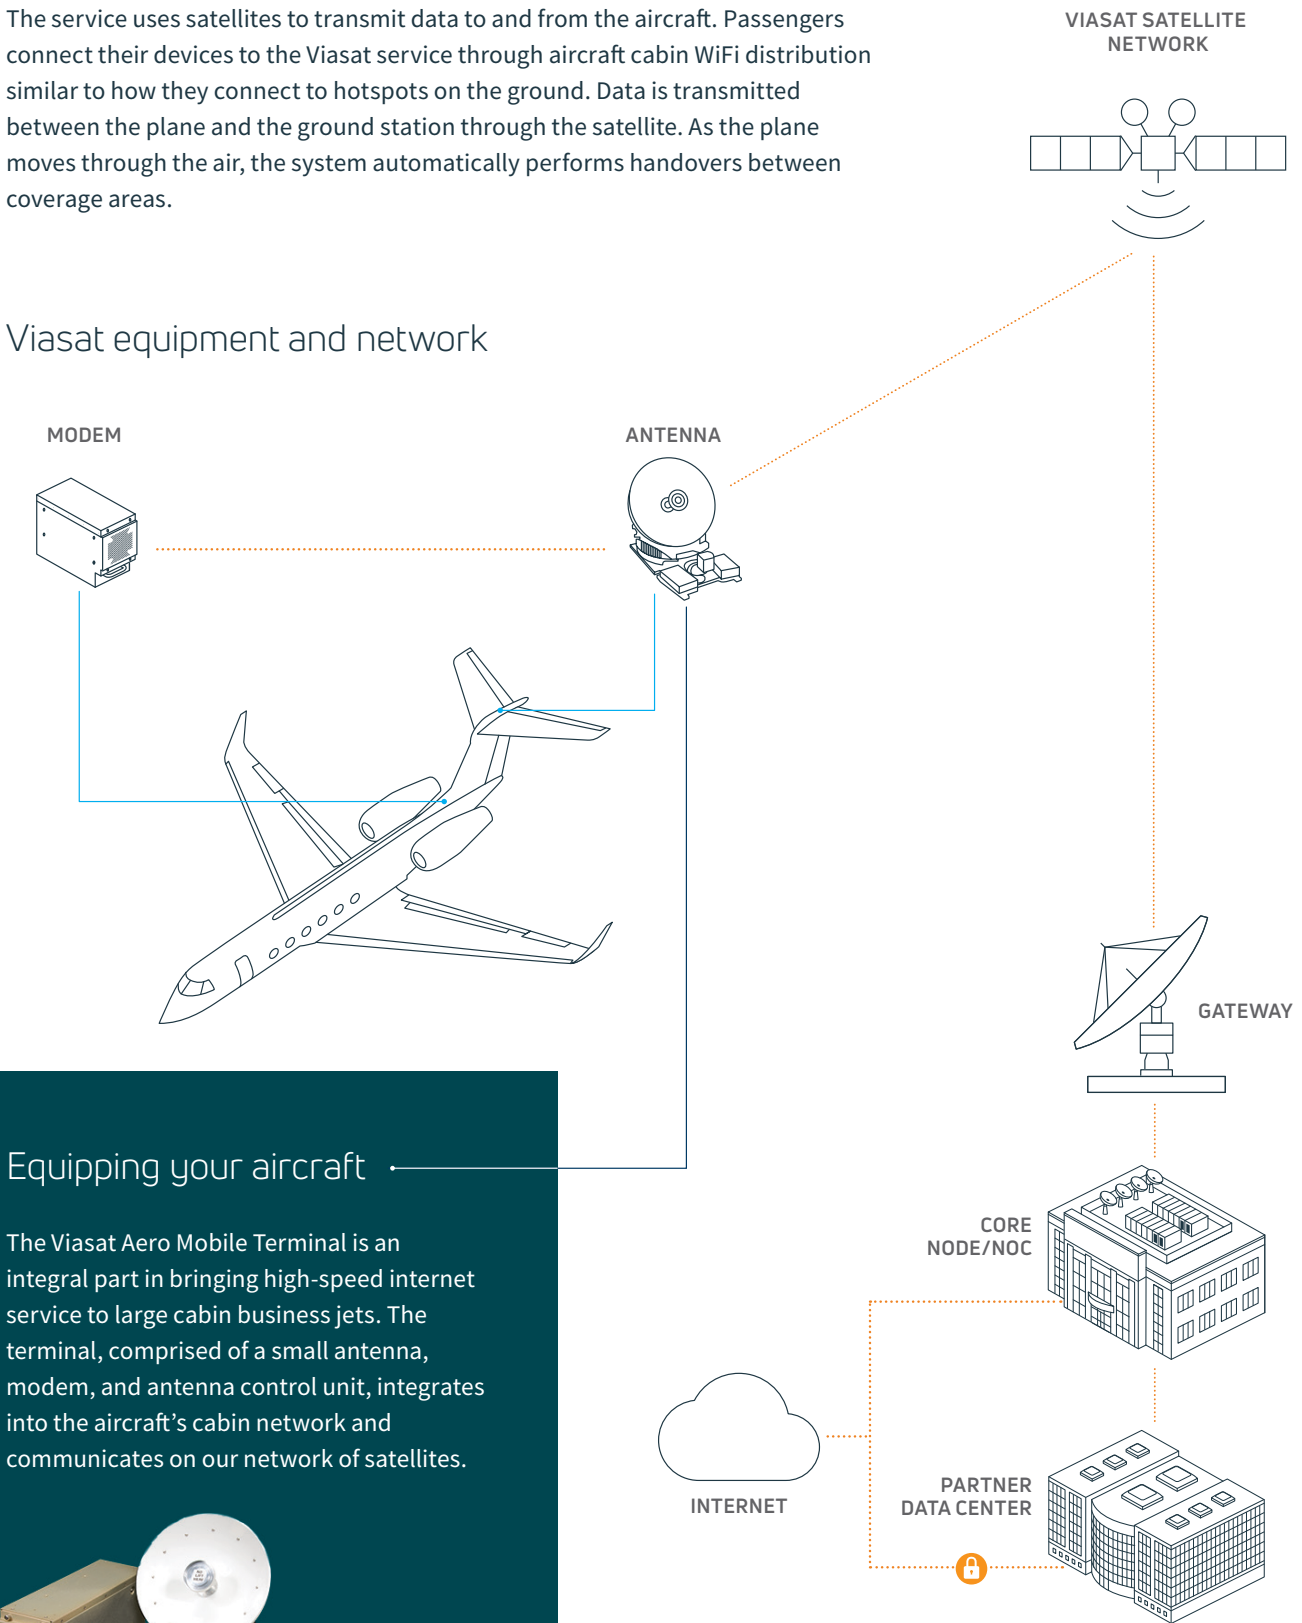 The service uses satellites to transmit data to and from the aircraft. Passengers
connect their devices to the Viasat service through aircraft cabin WiFi distribution
similar to how they connect to hotspots on the ground. Data is transmitted
between the plane and the ground station through the satellite. As the plane
moves through the air, the system automatically performs handovers between
coverage areas.
VIASAT SATELLITE
NETWORK
Viasat equipment and network
MODEM
ANTENNA
GATEWAY
Equipping your aircraft
The Viasat Aero Mobile Terminal is an
integral part in bringing high-speed internet
service to large cabin business jets. The
terminal, comprised of a small antenna,
modem, and antenna control unit, integrates
into the aircraft’s cabin network and
communicates on our network of satellites.
CORE
NODE/NOC
INTERNET
PARTNER
DATA CENTER